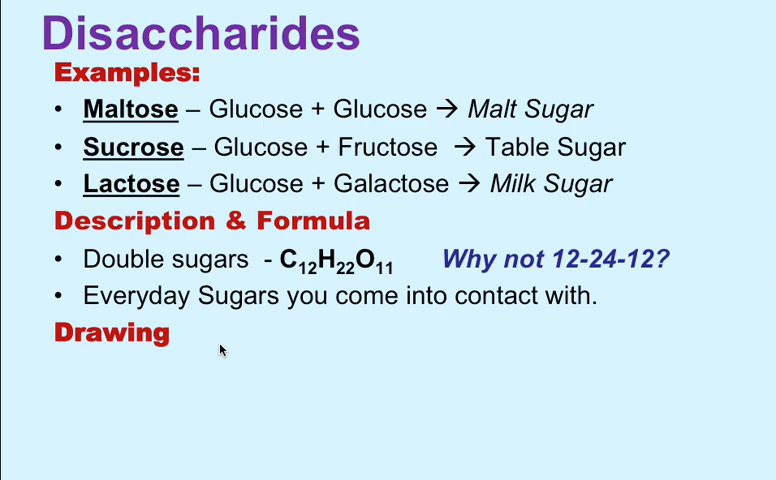 Disaccharides
Examples:
• Maltose – Glucose + Glucose → Malt Sugar
• Sucrose – Glucose + Fructose → Table Sugar
• Lactose – Glucose + Galactose → Milk Sugar
Description & Formula
• Double sugars - C₁₂H₂₂O₁₁ Why not 12-24-12?
• Everyday Sugars you come into contact with.
Drawing